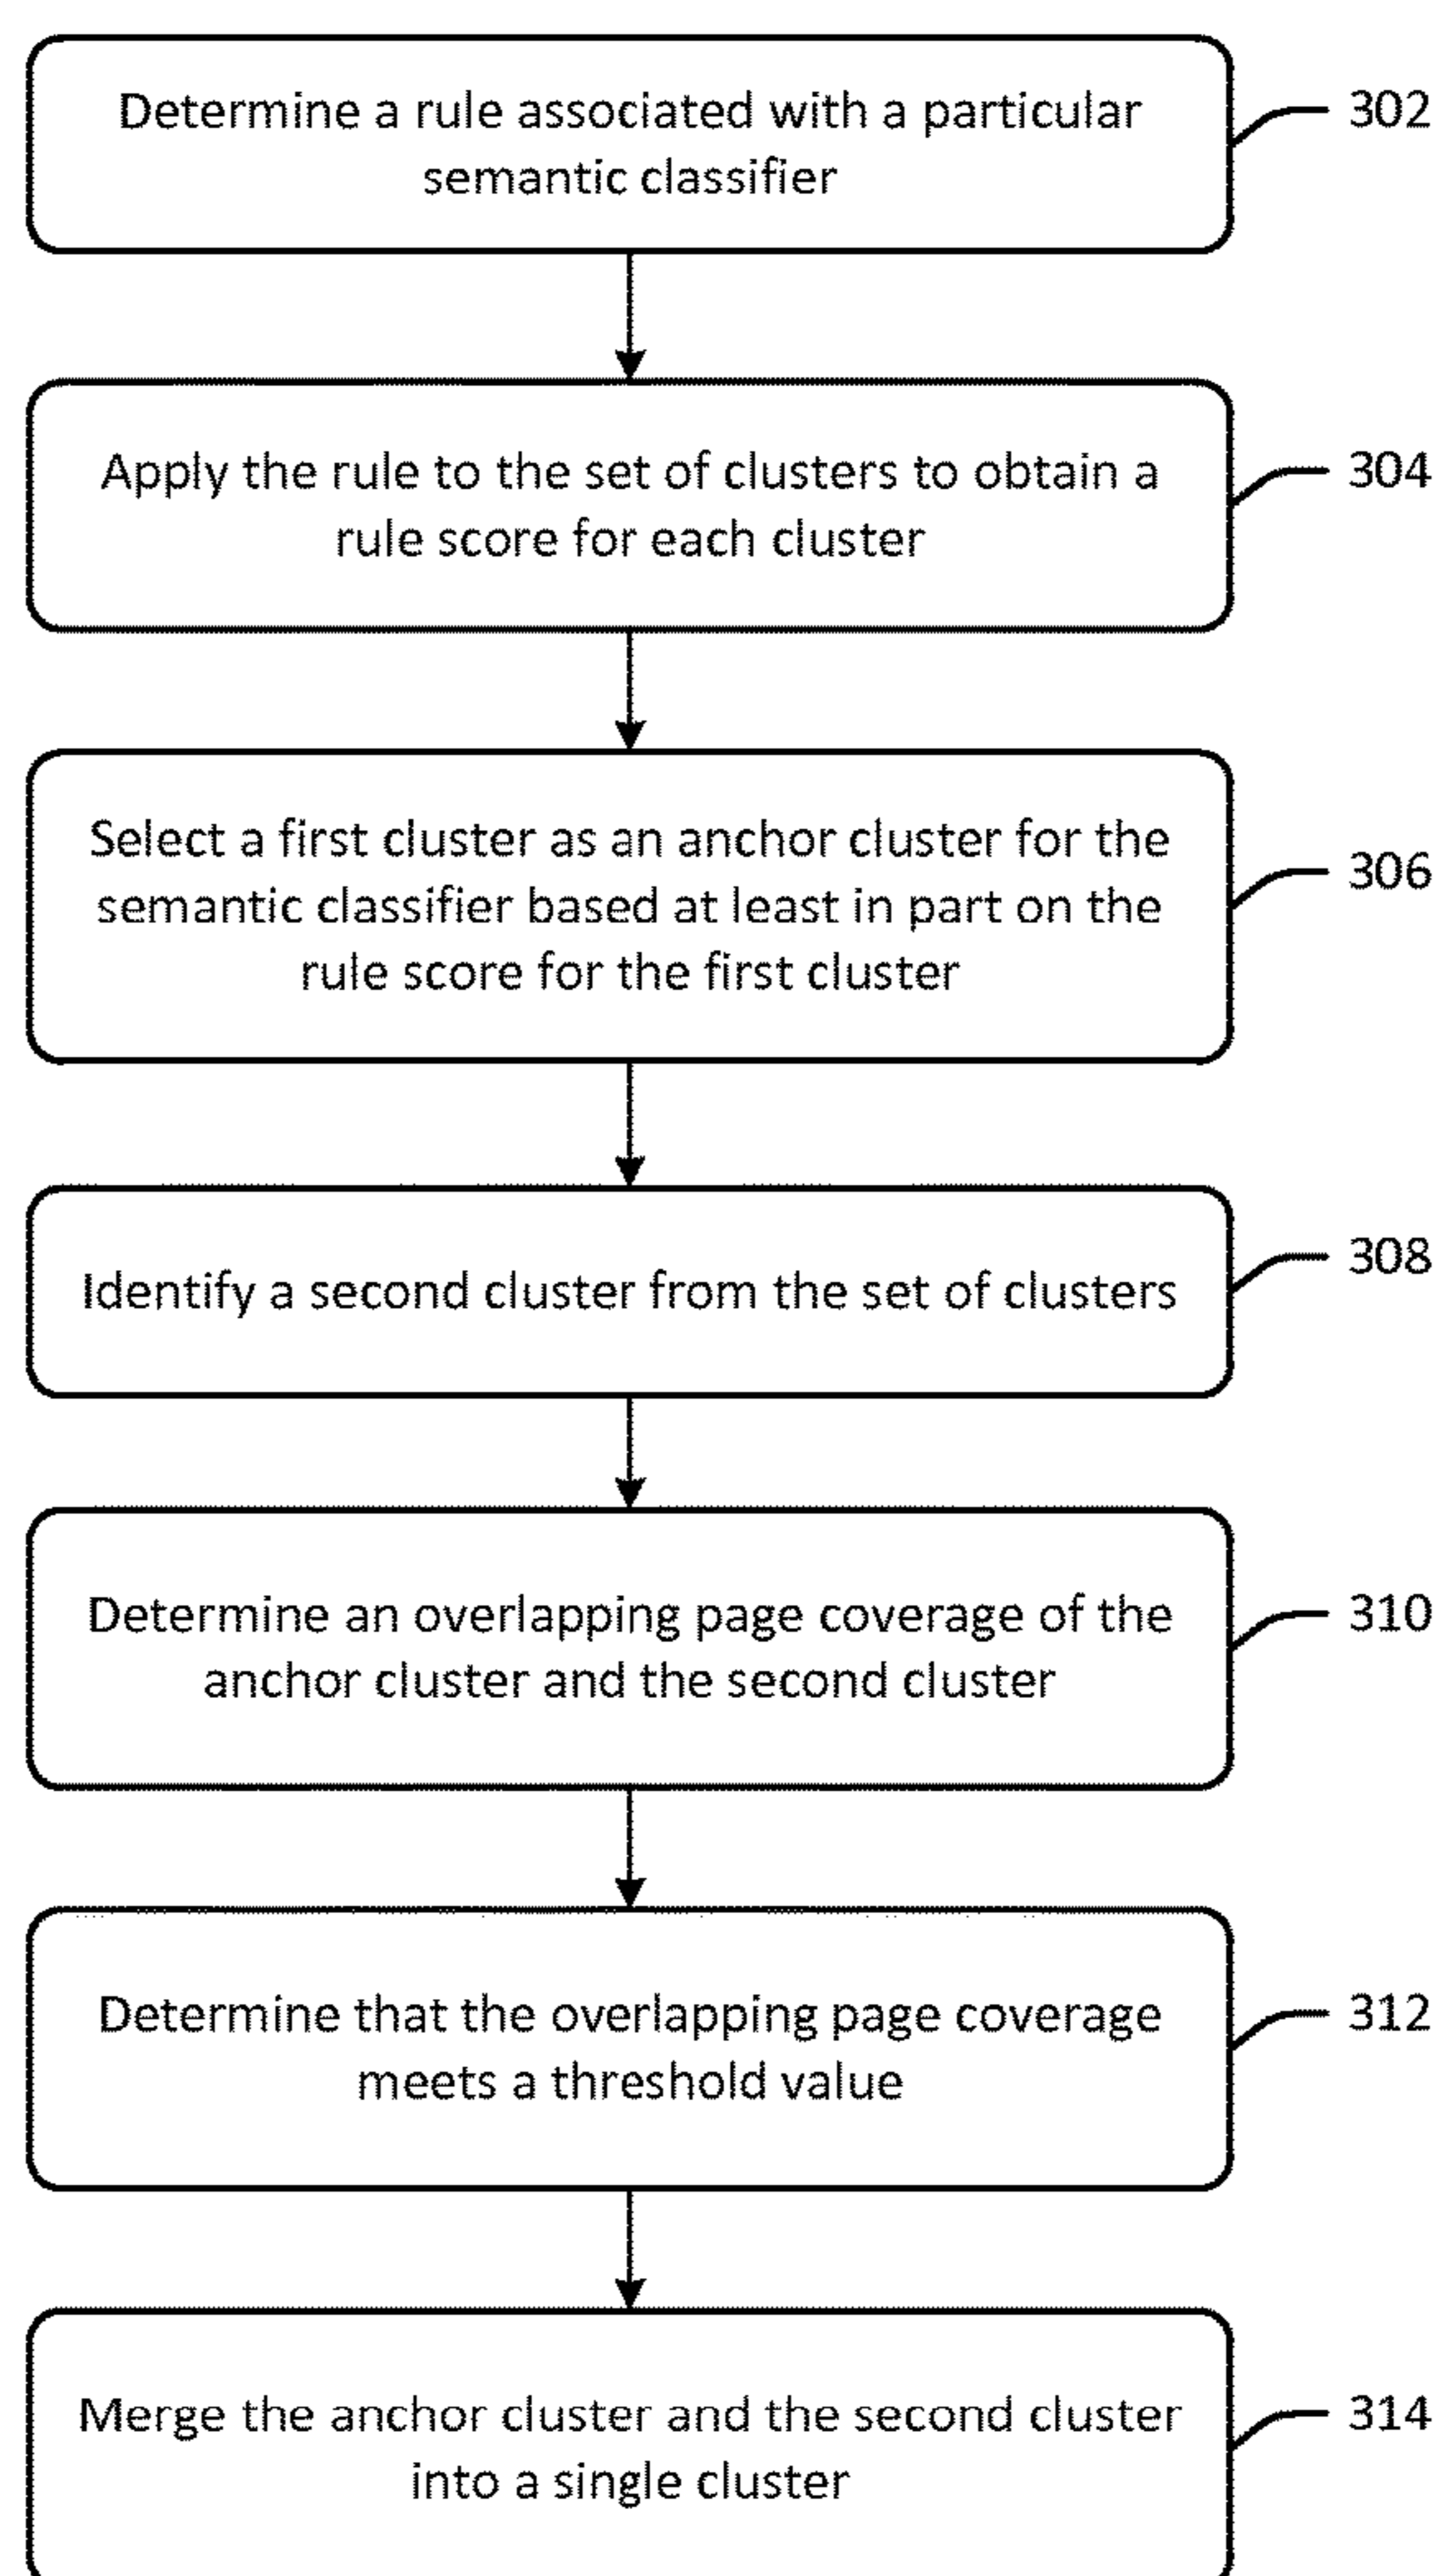 Determine a rule associated with a particular
semantic classifier
302
Apply the rule to the set of clusters to obtain a
rule score for each cluster
304
Select a first cluster as an anchor cluster for the
semantic classifier based at least in part on the
rule score for the first cluster
306
Identify a second cluster from the set of clusters
308
Determine an overlapping page coverage of the
anchor cluster and the second cluster
310
Determine that the overlapping page coverage
meets a threshold value
312
Merge the anchor cluster and the second cluster
into a single cluster
314